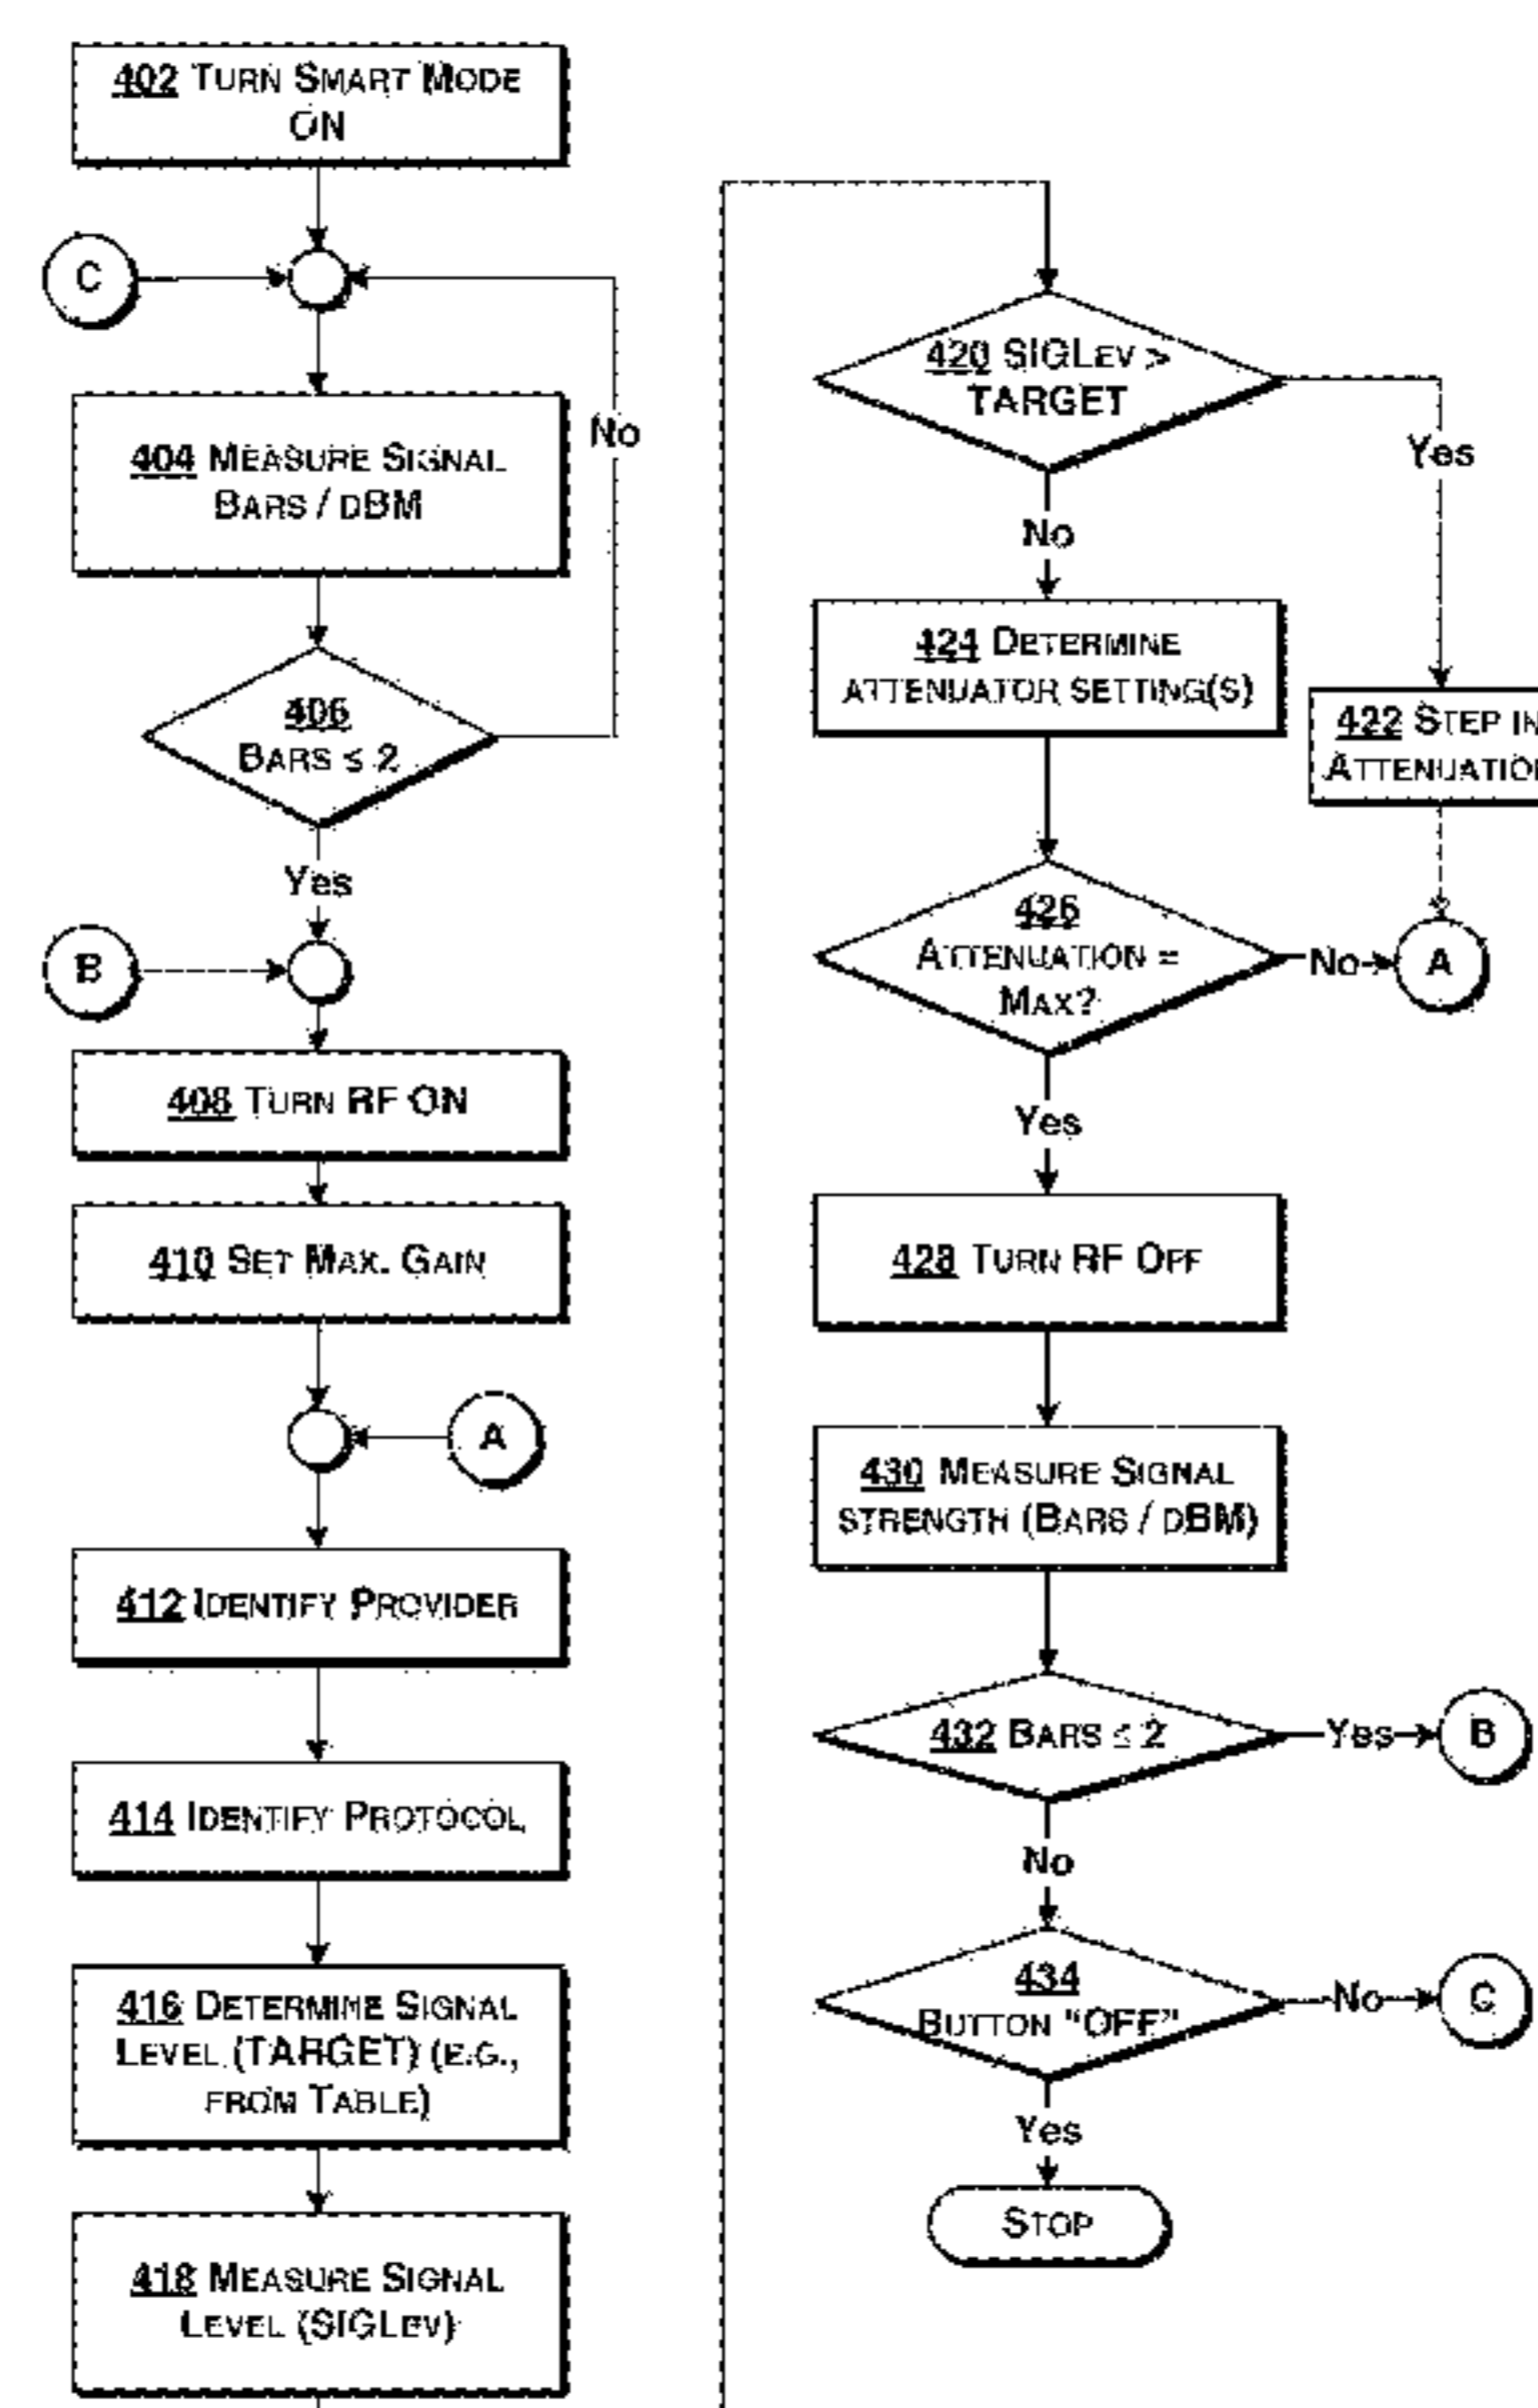 402 TURN SMART MODE
ON
C
404 MEASURE SIGNAL
BARS / DBM
No
406
BARS ≤ 2
Yes
B
408 TURN RF ON
410 SET MAX. GAIN
A
412 IDENTIFY PROVIDER
414 IDENTIFY PROTOCOL
416 DETERMINE SIGNAL
LEVEL (TARGET) (E.G.,
FROM TABLE)
418 MEASURE SIGNAL
LEVEL (SIGLEV)
420 SIGLEV >
TARGET
Yes
No
424 DETERMINE
ATTENUATOR SETTING(S)
422 STEP IN
ATTENUATION
426
ATTENUATION =
MAX?
No
A
Yes
428 TURN RF OFF
430 MEASURE SIGNAL
STRENGTH (BARS / DBM)
432 BARS ≤ 2
Yes
B
No
434
BUTTON "OFF"
No
C
Yes
STOP